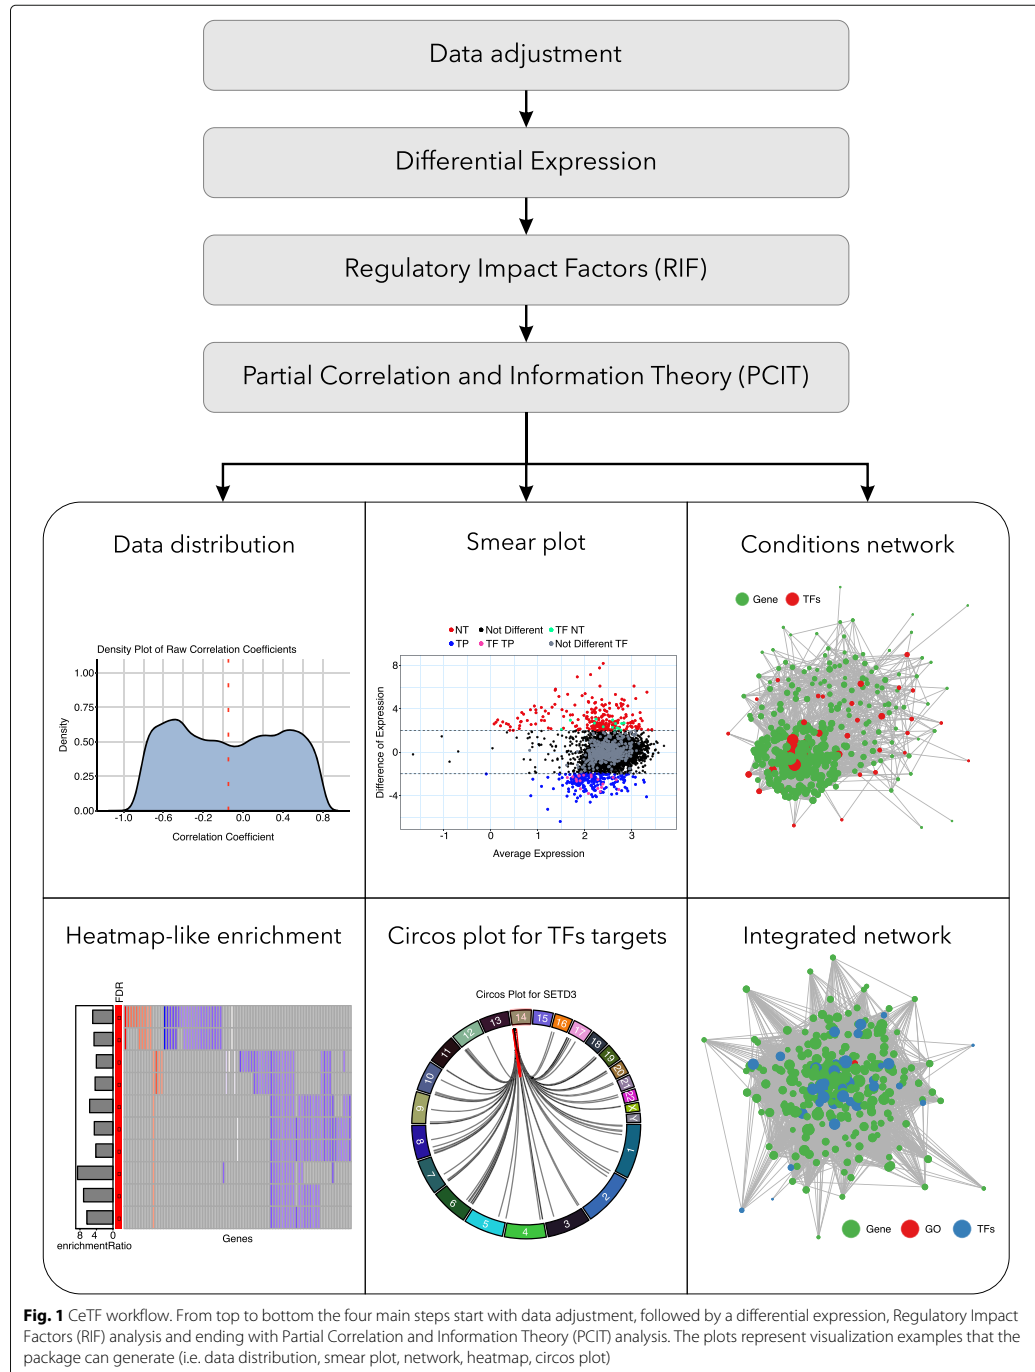 Data adjustment
Differential Expression
Regulatory Impact Factors (RIF)
Partial Correlation and Information Theory (PCIT)
Data distribution
Density Plot of Raw Correlation Coefficients
1.00
0.75
0.50
0.25
0.00
Density
-1.0 -0.6 -0.2 0.0 0.4 0.8
Correlation Coefficient
Smear plot
NT Not Different TF NT
TP TF TP Not Different TF
8
4
0
-4
Difference of Expression
-1 0 1 2 3
Average Expression
Conditions network
Gene TFs
Heatmap-like enrichment
FDR
8 4 0
enrichmentRatio
Genes
Circos plot for TFs targets
Circos Plot for SETD3
1
2
3
4
5
6
7
8
9
10
11
12
13
14
15
16
17
18
19
20
21
22
X
Y
Integrated network
Gene GO TFs
Fig. 1 CeTF workflow. From top to bottom the four main steps start with data adjustment, followed by a differential expression, Regulatory Impact
Factors (RIF) analysis and ending with Partial Correlation and Information Theory (PCIT) analysis. The plots represent visualization examples that the
package can generate (i.e. data distribution, smear plot, network, heatmap, circos plot)